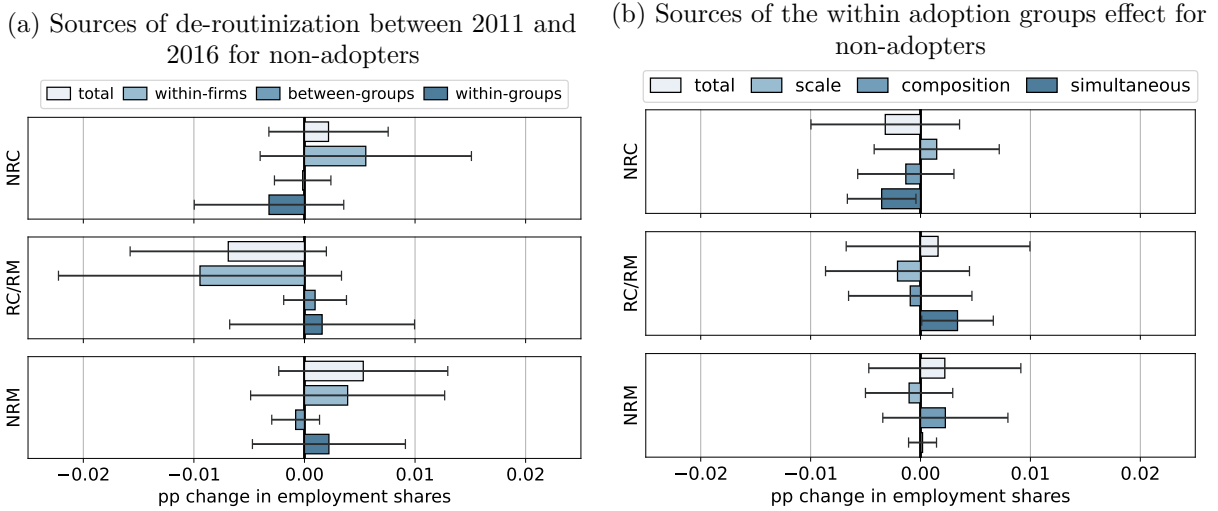 (a) Sources of de-routinization between 2011 and
2016 for non-adopters
total within-firms between-groups within-groups
NRC
RC/RM
NRM
−0.02 −0.01 0.00 0.01 0.02
pp change in employment shares
(b) Sources of the within adoption groups effect for
non-adopters
total scale composition simultaneous
NRC
RC/RM
NRM
−0.02 −0.01 0.00 0.01 0.02
pp change in employment shares